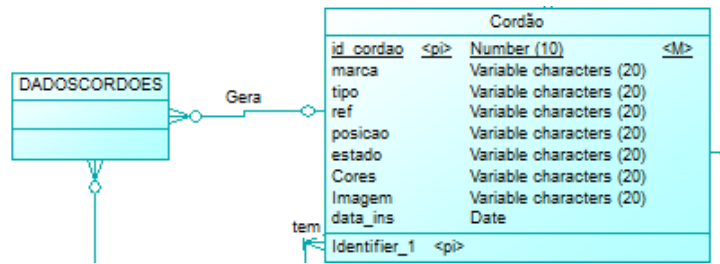 Cordão
id_cordao <pi> Number (10) <M>
marca Variable characters (20)
tipo Variable characters (20)
ref Variable characters (20)
posicao Variable characters (20)
estado Variable characters (20)
Cores Variable characters (20)
Imagem Variable characters (20)
data_ins Date
Identifier_1 <pi>
DADOSCORDOES
Gera
tem